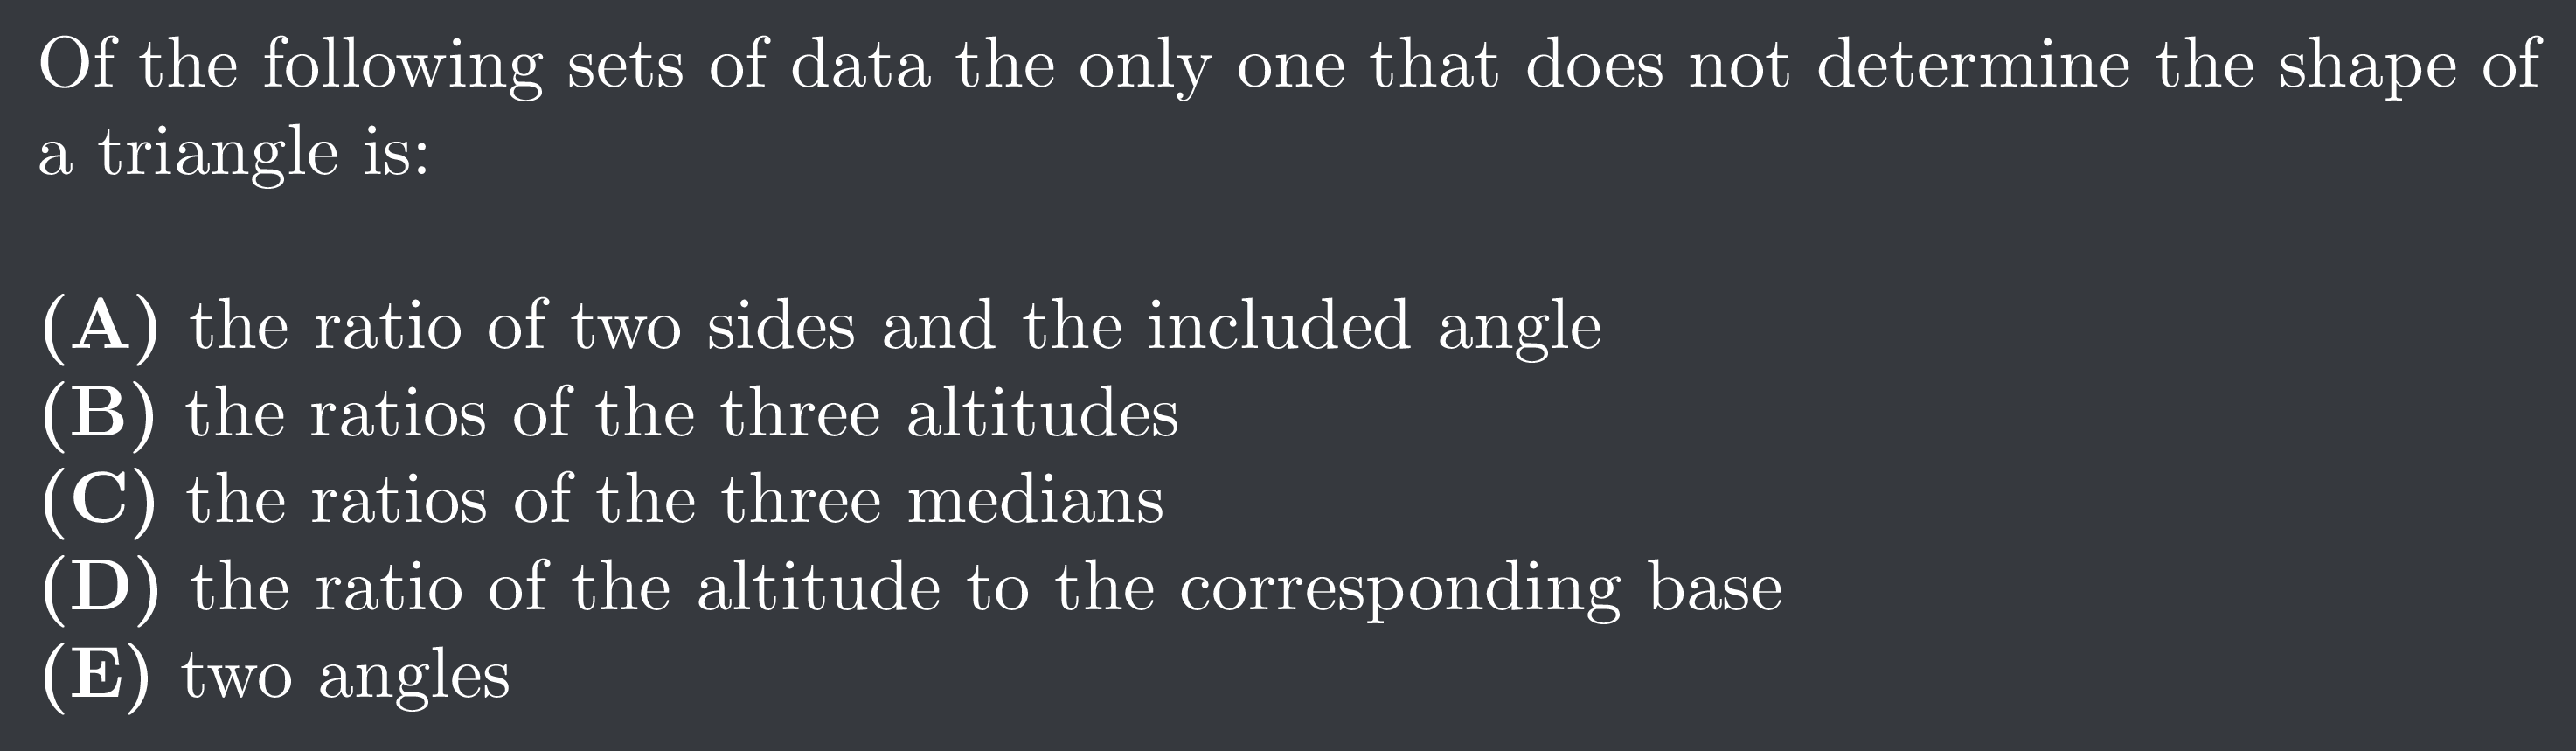 Of the following sets of data the only one that does not determine the shape of
a triangle is:
(A) the ratio of two sides and the included angle
(B) the ratios of the three altitudes
(C) the ratios of the three medians
(D) the ratio of the altitude to the corresponding base
(E) two angles